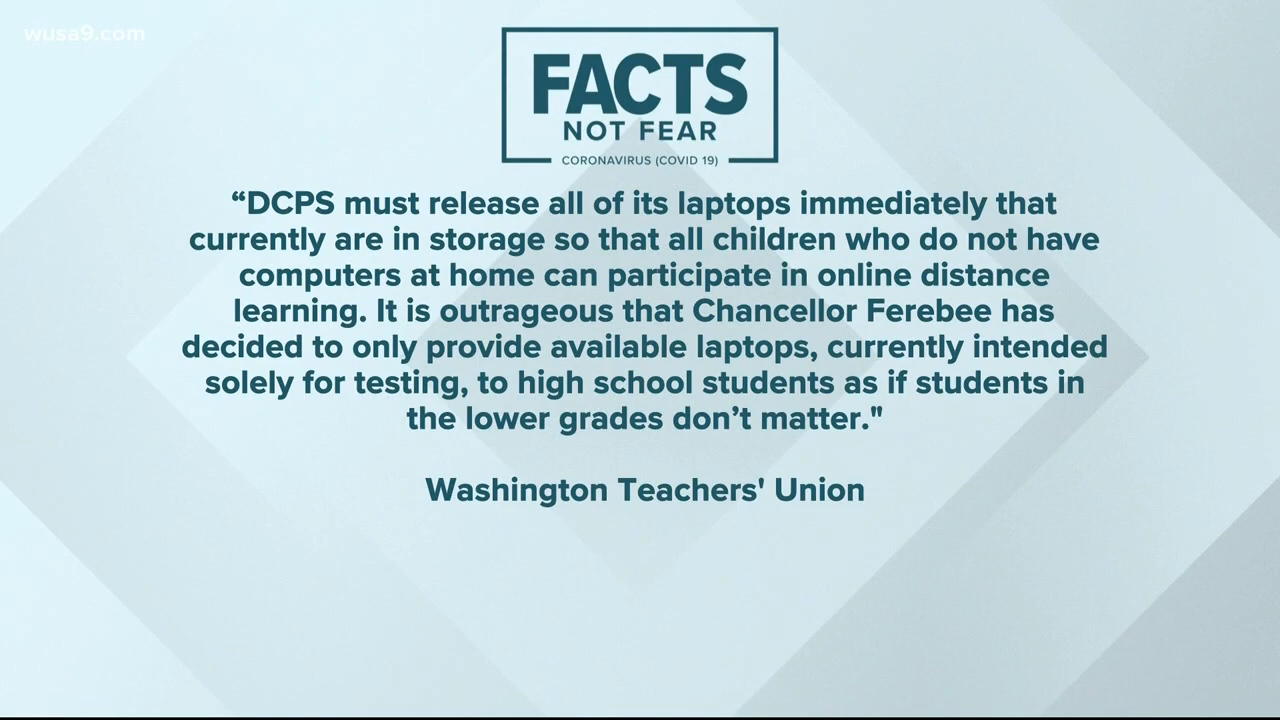 wusa9.com
FACTS
NOT FEAR
CORONAVIRUS (COVID 19)
“DCPS must release all of its laptops immediately that
currently are in storage so that all children who do not have
computers at home can participate in online distance
learning. It is outrageous that Chancellor Ferebee has
decided to only provide available laptops, currently intended
solely for testing, to high school students as if students in
the lower grades don’t matter."
Washington Teachers' Union